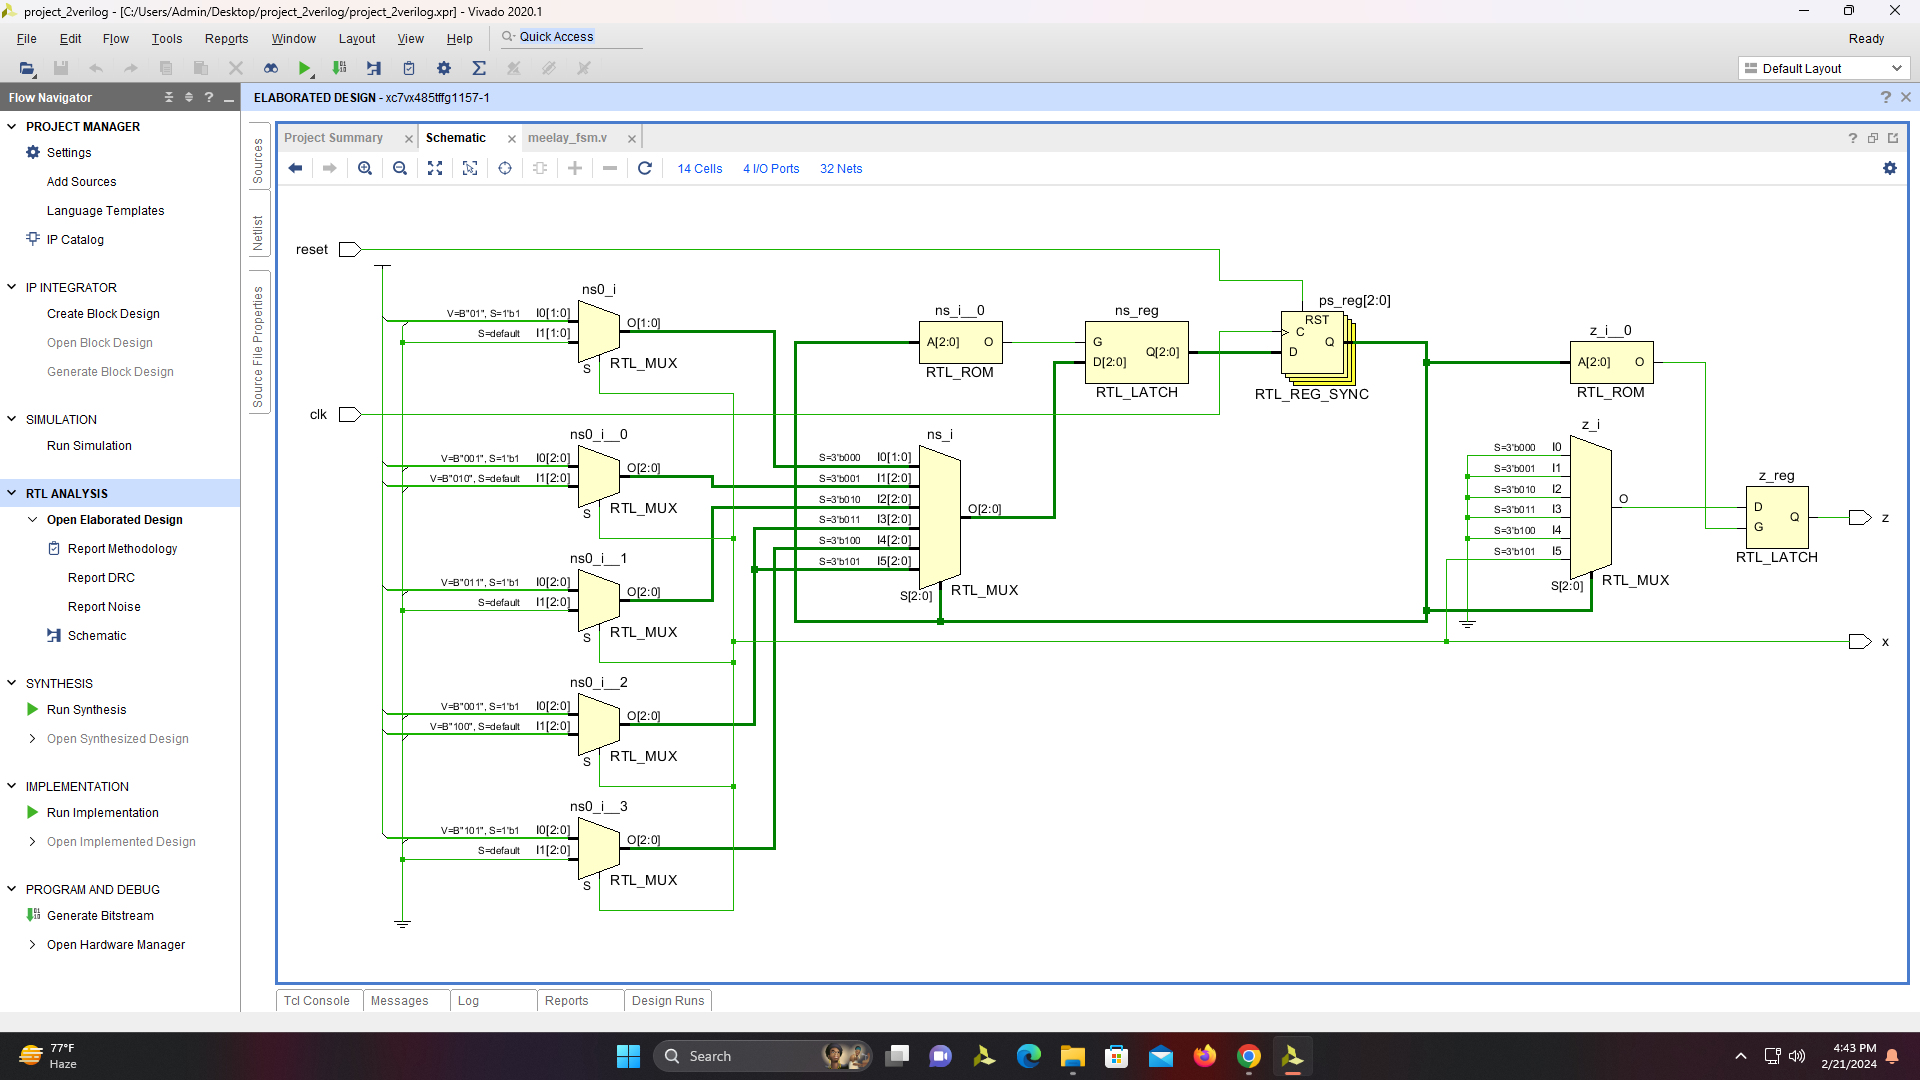 project_2verilog - [C:/Users/Admin/Desktop/project_2verilog/project_2verilog.xpr] - Vivado 2020.1
File Edit Flow Tools Reports Window Layout View Help Quick Access Ready
Default Layout
Flow Navigator
ELABORATED DESIGN - xc7vx485tffg1157-1
PROJECT MANAGER
Settings
Add Sources
Language Templates
IP Catalog
IP INTEGRATOR
Create Block Design
Open Block Design
Generate Block Design
SIMULATION
Run Simulation
RTL ANALYSIS
Open Elaborated Design
Report Methodology
Report DRC
Report Noise
Schematic
SYNTHESIS
Run Synthesis
Open Synthesized Design
IMPLEMENTATION
Run Implementation
Open Implemented Design
PROGRAM AND DEBUG
Generate Bitstream
Open Hardware Manager
Sources
Netlist
Source File Properties
Project Summary Schematic meelay_fsm.v
14 Cells 4 I/O Ports 32 Nets
reset
clk
ns0_i
V=B"01", S=1'b1 I0[1:0]
S=default I1[1:0]
O[1:0]
S
RTL_MUX
ns0_i__0
V=B"001", S=1'b1 I0[2:0]
V=B"010", S=default I1[2:0]
O[2:0]
S
RTL_MUX
ns0_i__1
V=B"011", S=1'b1 I0[2:0]
S=default I1[2:0]
O[2:0]
S
RTL_MUX
ns0_i__2
V=B"001", S=1'b1 I0[2:0]
V=B"100", S=default I1[2:0]
O[2:0]
S
RTL_MUX
ns0_i__3
V=B"101", S=1'b1 I0[2:0]
S=default I1[2:0]
O[2:0]
S
RTL_MUX
ns_i__0
A[2:0] O
RTL_ROM
ns_i
S=3'b000 I0[1:0]
S=3'b001 I1[2:0]
S=3'b010 I2[2:0]
S=3'b011 I3[2:0]
S=3'b100 I4[2:0]
S=3'b101 I5[2:0]
O[2:0]
S[2:0]
RTL_MUX
ns_reg
G
D[2:0]
Q[2:0]
RTL_LATCH
ps_reg[2:0]
RST
C
D
Q
RTL_REG_SYNC
z_i__0
A[2:0] O
RTL_ROM
z_i
S=3'b000 I0
S=3'b001 I1
S=3'b010 I2
S=3'b011 I3
S=3'b100 I4
S=3'b101 I5
O
S[2:0]
RTL_MUX
z_reg
D
G
Q
RTL_LATCH
z
x
Tcl Console Messages Log Reports Design Runs
77°F
Haze
Search
4:43 PM
2/21/2024